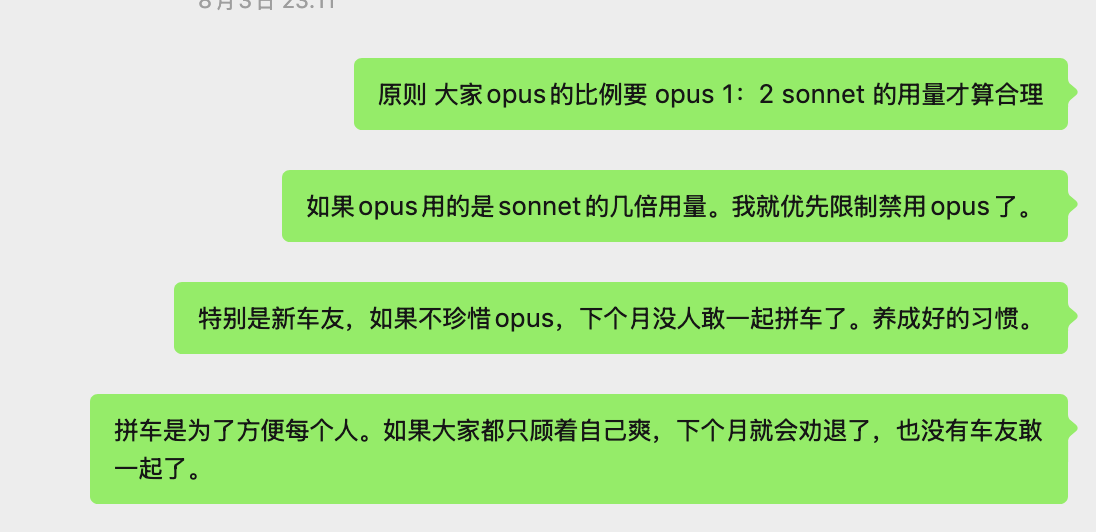 8月3日 23:11
原则 大家opus的比例要 opus 1：2 sonnet 的用量才算合理
如果opus用的是sonnet的几倍用量。我就优先限制禁用opus了。
特别是新车友，如果不珍惜opus，下个月没人敢一起拼车了。养成好的习惯。
拼车是为了方便每个人。如果大家都只顾着自己爽，下个月就会劝退了，也没有车友敢
一起了。